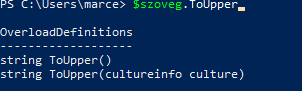 PS C:\Users\marce> $szoveg.ToUpper
OverloadDefinitions
-------------------
string ToUpper()
string ToUpper(cultureinfo culture)